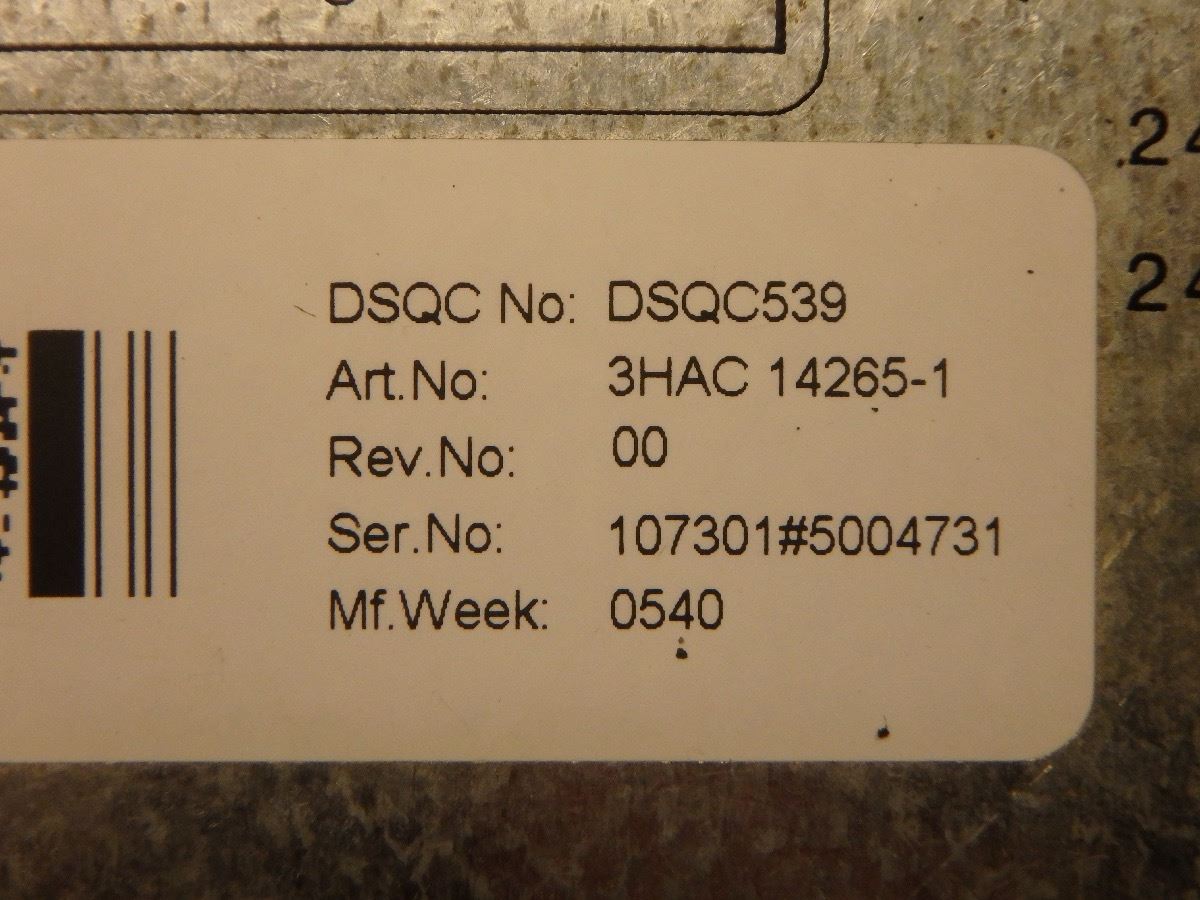 DSQC No: DSQC539
Art.No: 3HAC 14265-1
Rev.No: 00
Ser.No: 107301#5004731
Mf.Week: 0540